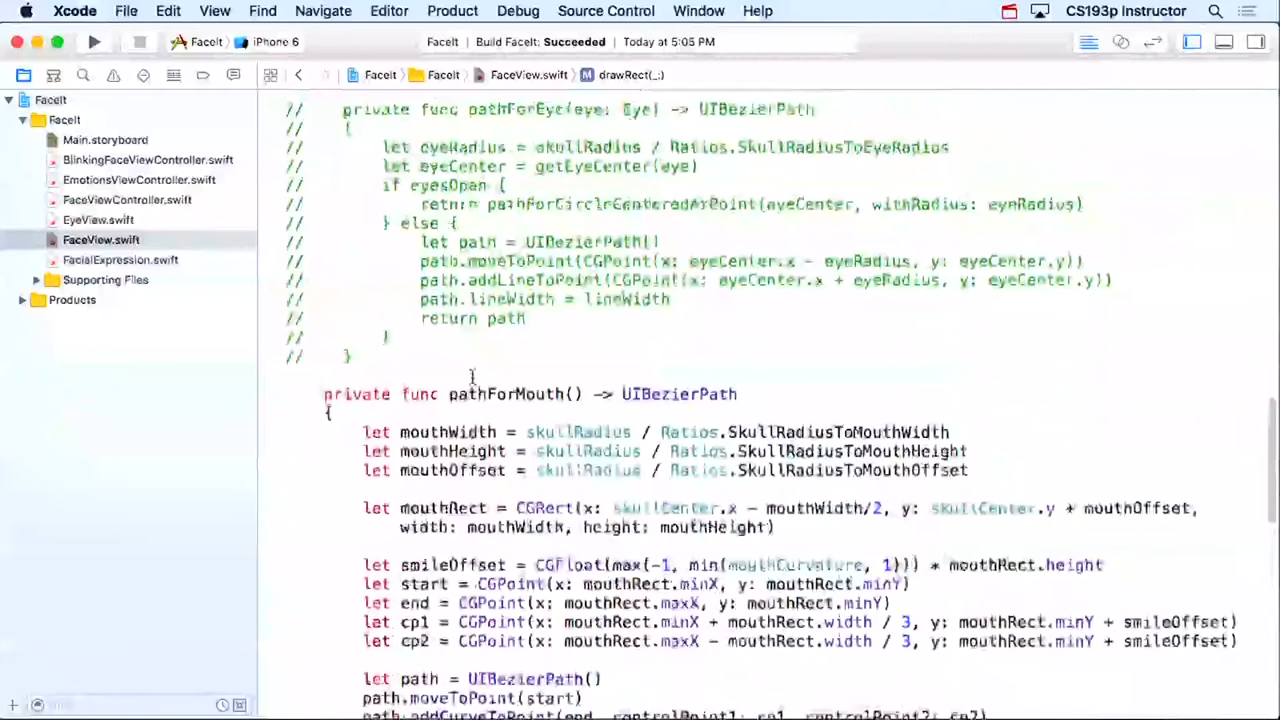 Xcode File Edit View Find Navigate Editor Product Debug Source Control Window Help CS193p Instructor
FaceIt iPhone 6 FaceIt Build FaceIt: Succeeded Today at 5:05 PM
FaceIt FaceIt FaceView.swift M drawRect(_:)
FaceIt
FaceIt
Main.storyboard
BlinkingFaceViewController.swift
EmotionsViewController.swift
FaceViewController.swift
EyeView.swift
FaceView.swift
FacialExpression.swift
Supporting Files
Products
// private func pathForEye(eye: Eye) -> UIBezierPath
// {
// let eyeRadius = skullRadius / Ratios.SkullRadiusToEyeRadius
// let eyeCenter = getEyeCenter(eye)
// if eyesOpen {
// return pathForCircleCenteredAtPoint(eyeCenter, withRadius: eyeRadius)
// } else {
// let path = UIBezierPath()
// path.moveToPoint(CGPoint(x: eyeCenter.x - eyeRadius, y: eyeCenter.y))
// path.addLineToPoint(CGPoint(x: eyeCenter.x + eyeRadius, y: eyeCenter.y))
// path.lineWidth = lineWidth
// return path
// }
// }
private func pathForMouth() -> UIBezierPath
{
let mouthWidth = skullRadius / Ratios.SkullRadiusToMouthWidth
let mouthHeight = skullRadius / Ratios.SkullRadiusToMouthHeight
let mouthOffset = skullRadius / Ratios.SkullRadiusToMouthOffset
let mouthRect = CGRect(x: skullCenter.x - mouthWidth/2, y: skullCenter.y + mouthOffset,
width: mouthWidth, height: mouthHeight)
let smileOffset = CGFloat(max(-1, min(mouthCurvature, 1))) * mouthRect.height
let start = CGPoint(x: mouthRect.minX, y: mouthRect.minY)
let end = CGPoint(x: mouthRect.maxX, y: mouthRect.minY)
let cp1 = CGPoint(x: mouthRect.minX + mouthRect.width / 3, y: mouthRect.minY + smileOffset)
let cp2 = CGPoint(x: mouthRect.maxX - mouthRect.width / 3, y: mouthRect.minY + smileOffset)
let path = UIBezierPath()
path.moveToPoint(start)
path.addCurveToPoint(end, controlPoint1: cp1, controlPoint2: cp2)